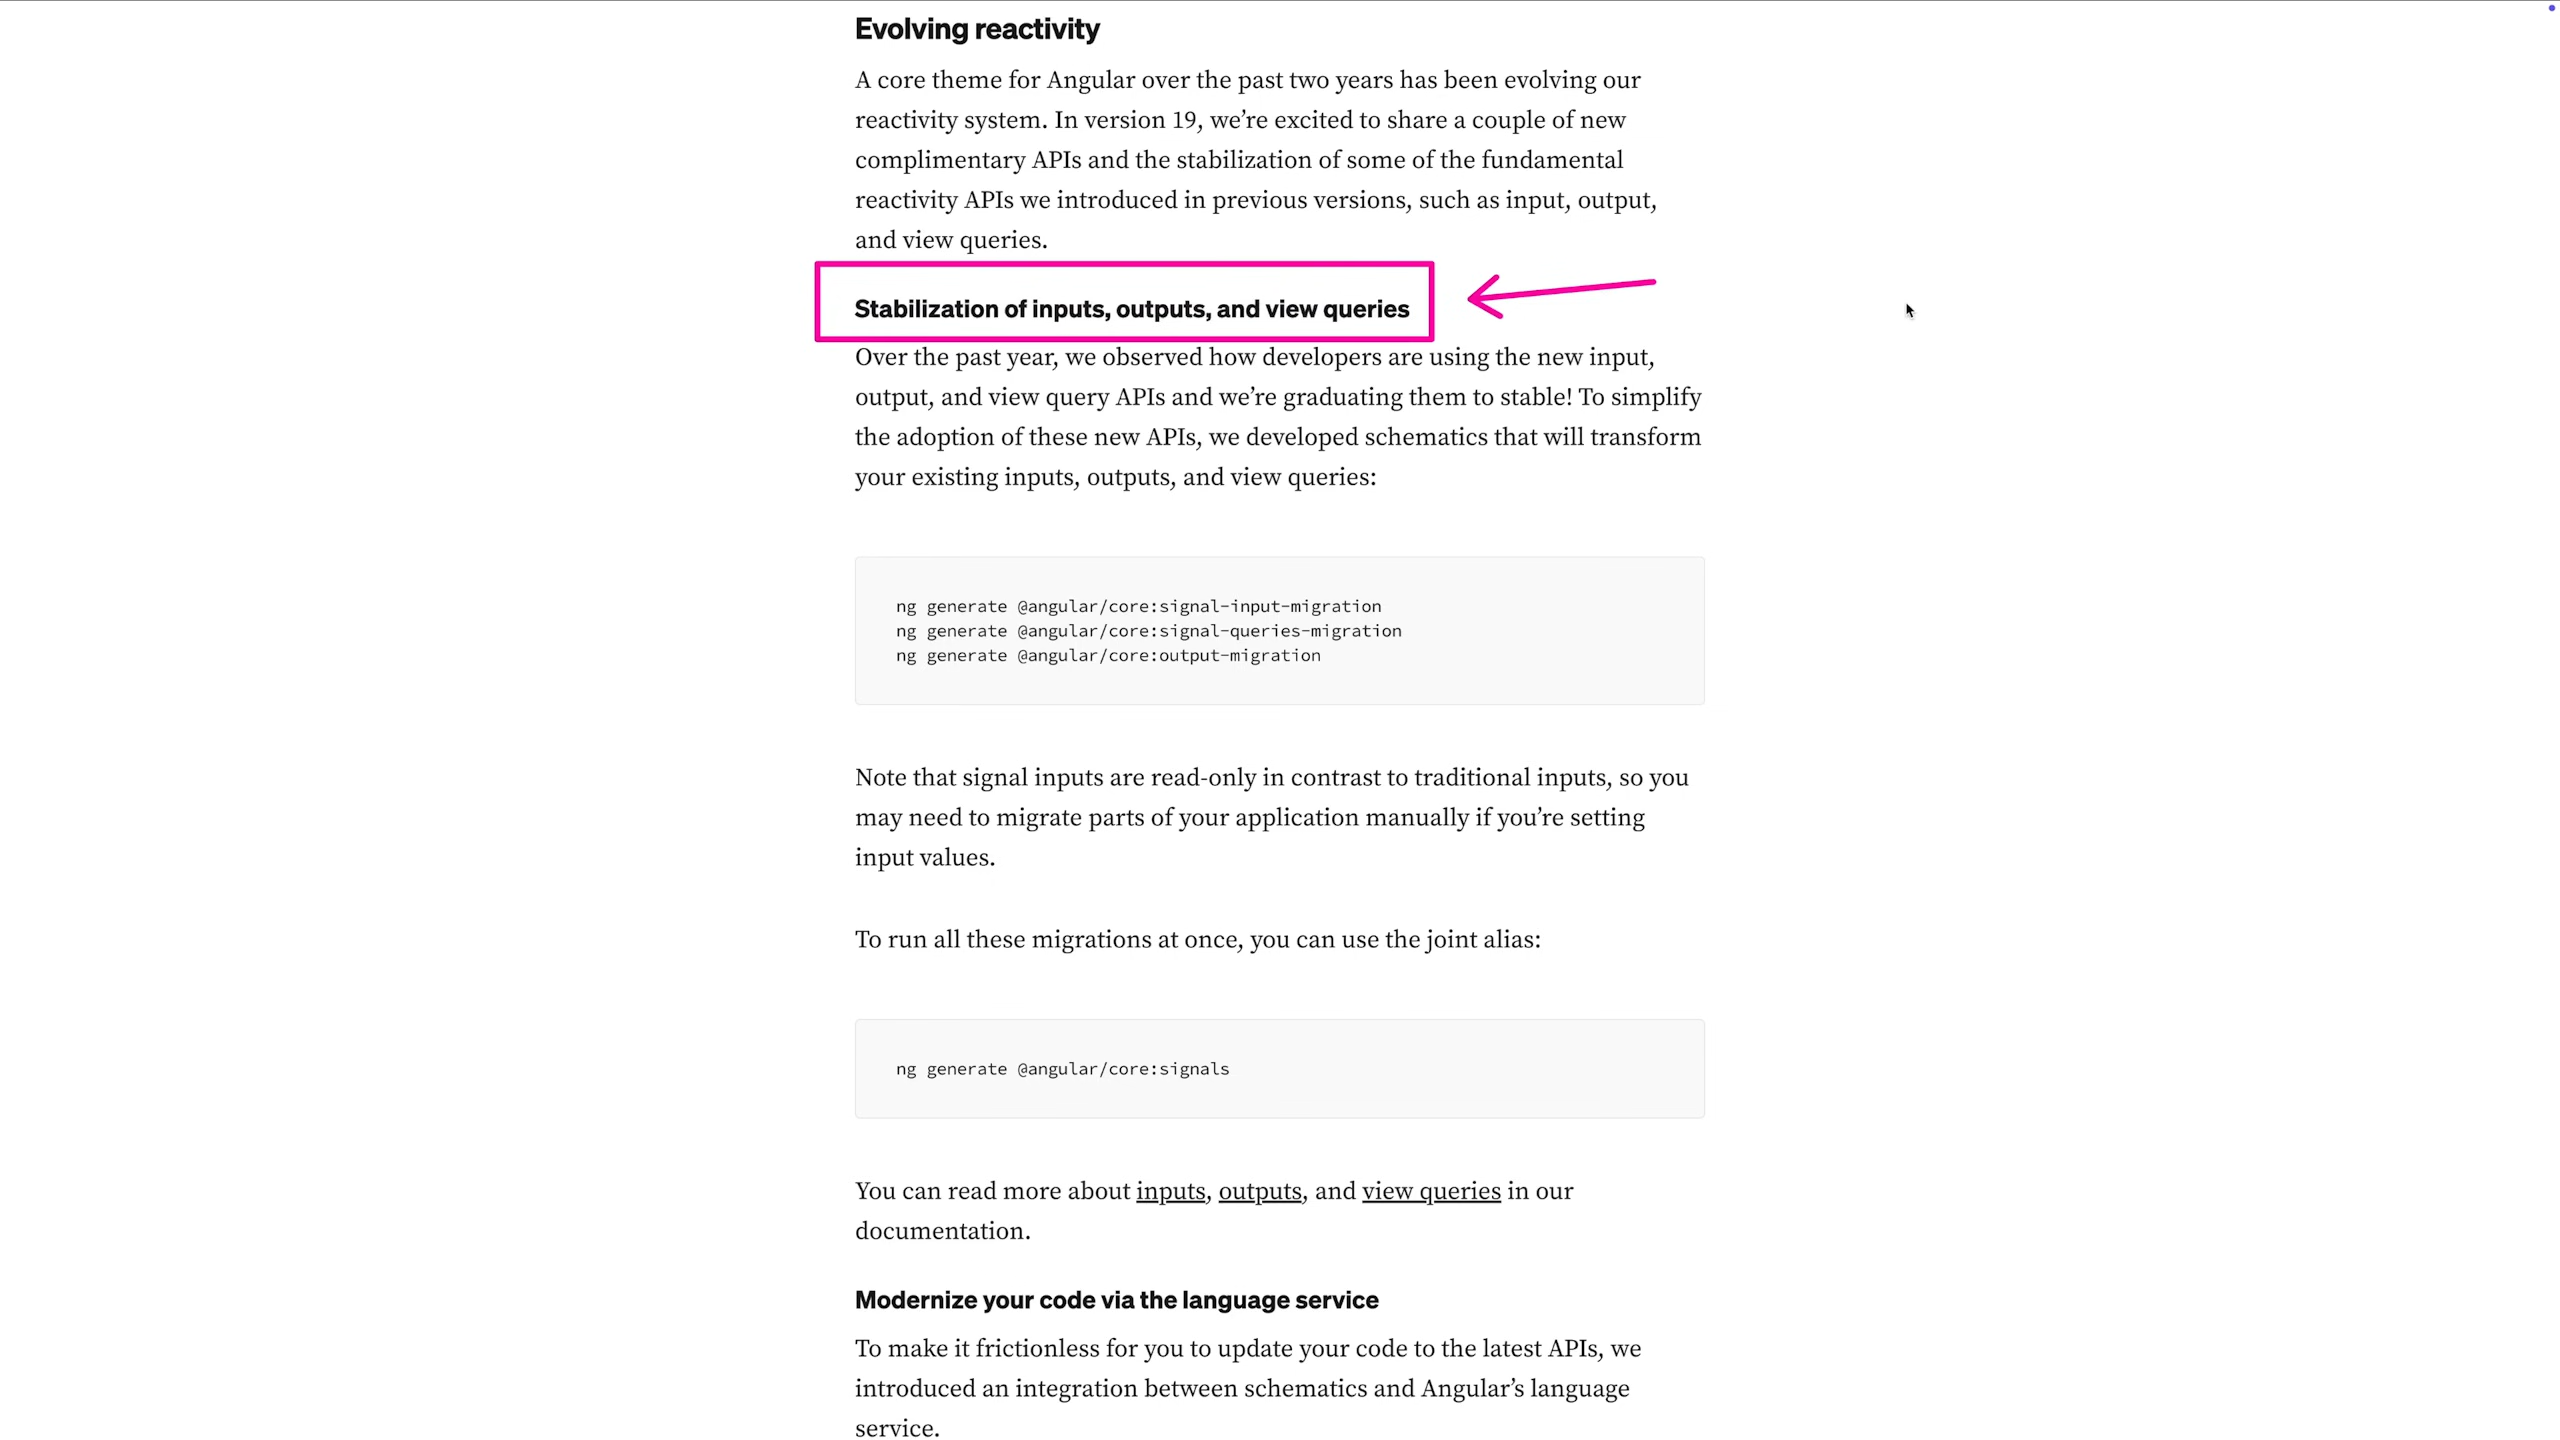 Evolving reactivity
A core theme for Angular over the past two years has been evolving our
reactivity system. In version 19, we’re excited to share a couple of new
complimentary APIs and the stabilization of some of the fundamental
reactivity APIs we introduced in previous versions, such as input, output,
and view queries.
Stabilization of inputs, outputs, and view queries
Over the past year, we observed how developers are using the new input,
output, and view query APIs and we’re graduating them to stable! To simplify
the adoption of these new APIs, we developed schematics that will transform
your existing inputs, outputs, and view queries:
ng generate @angular/core:signal-input-migration
ng generate @angular/core:signal-queries-migration
ng generate @angular/core:output-migration
Note that signal inputs are read-only in contrast to traditional inputs, so you
may need to migrate parts of your application manually if you’re setting
input values.
To run all these migrations at once, you can use the joint alias:
ng generate @angular/core:signals
You can read more about inputs, outputs, and view queries in our
documentation.
Modernize your code via the language service
To make it frictionless for you to update your code to the latest APIs, we
introduced an integration between schematics and Angular’s language
service.